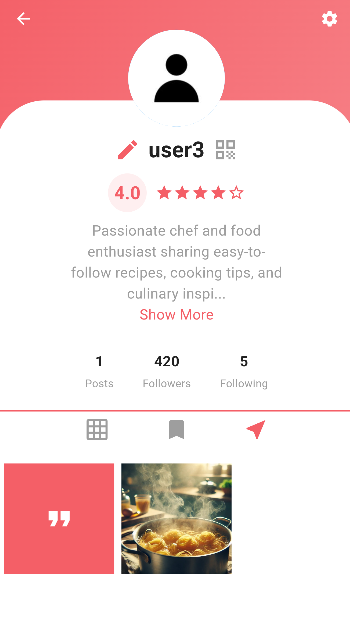 user3
4.0
Passionate chef and food
enthusiast sharing easy-to-
follow recipes, cooking tips, and
culinary inspi...
Show More
1 420 5
Posts Followers Following